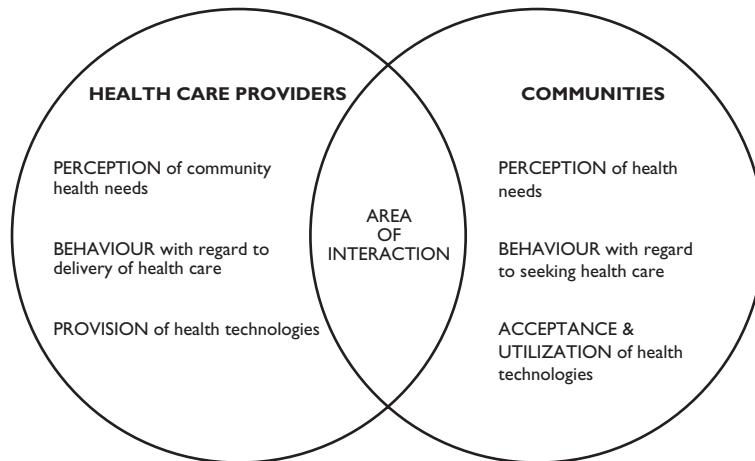 HEALTH CARE PROVIDERS
PERCEPTION of community
health needs
BEHAVIOUR with regard to
delivery of health care
PROVISION of health technologies
AREA
OF
INTERACTION
COMMUNITIES
PERCEPTION of health
needs
BEHAVIOUR with regard
to seeking health care
ACCEPTANCE &
UTILIZATION of health
technologies